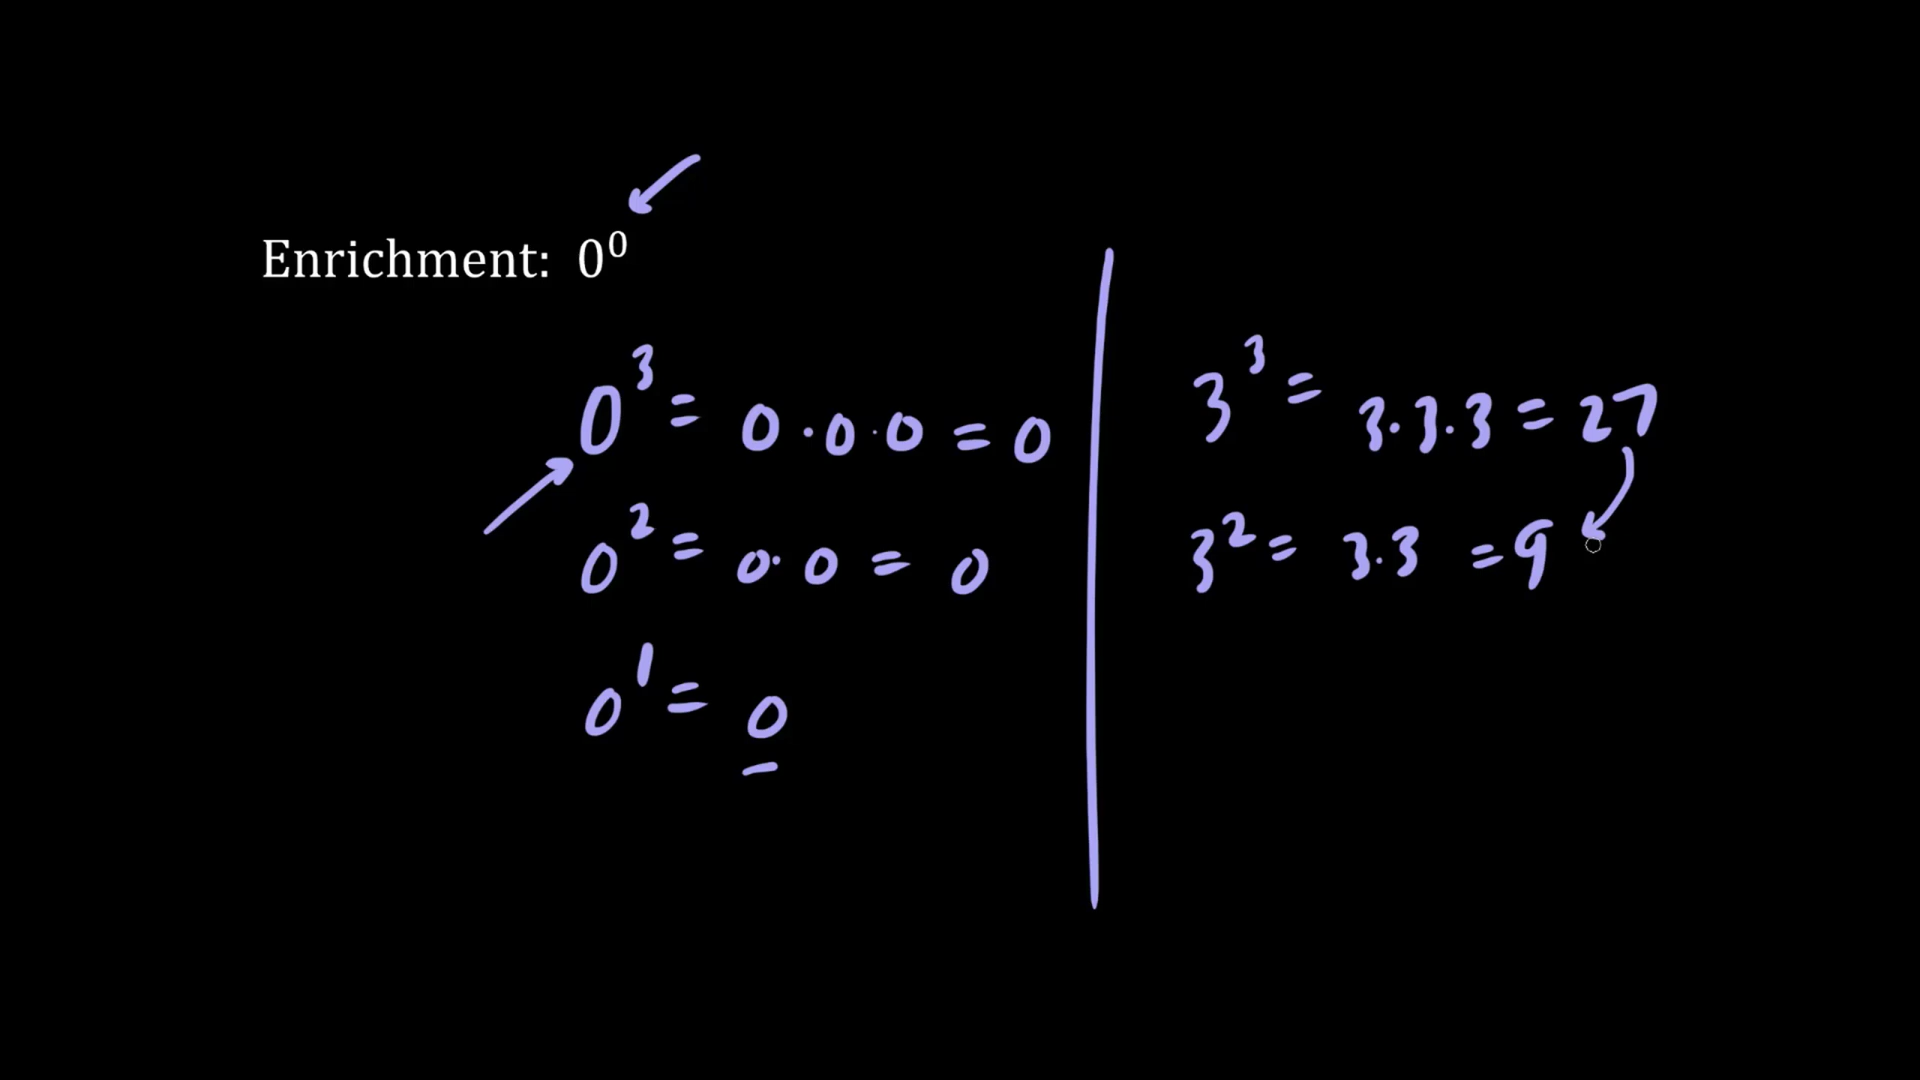 Enrichment: 0⁰
0³ = 0 · 0 · 0 = 0
0² = 0 · 0 = 0
0¹ = 0
3³ = 3 · 3 · 3 = 27
3² = 3 · 3 = 9